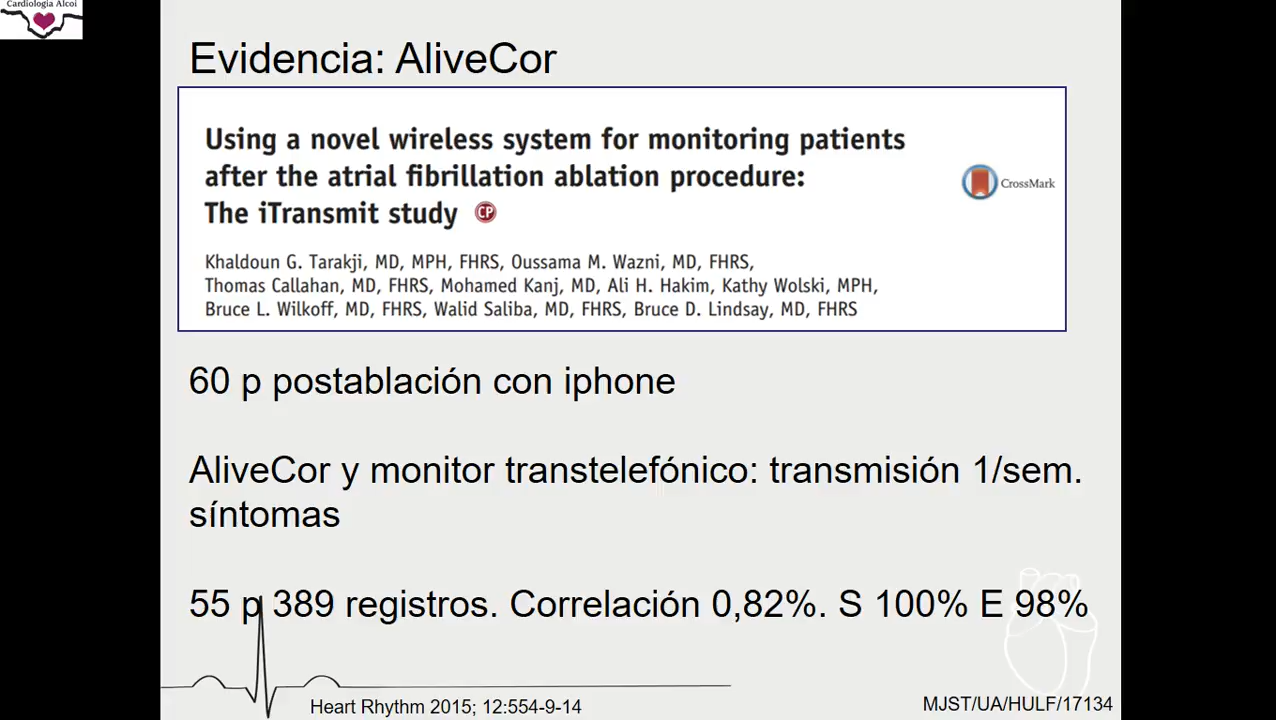 Cardiología Alcoi
Evidencia: AliveCor
Using a novel wireless system for monitoring patients
after the atrial fibrillation ablation procedure:
The iTransmit study CP
CrossMark
Khaldoun G. Tarakji, MD, MPH, FHRS, Oussama M. Wazni, MD, FHRS,
Thomas Callahan, MD, FHRS, Mohamed Kanj, MD, Ali H. Hakim, Kathy Wolski, MPH,
Bruce L. Wilkoff, MD, FHRS, Walid Saliba, MD, FHRS, Bruce D. Lindsay, MD, FHRS
60 p postablación con iphone
AliveCor y monitor transtelefónico: transmisión 1/sem.
síntomas
55 p 389 registros. Correlación 0,82%. S 100% E 98%
Heart Rhythm 2015; 12:554-9-14
MJST/UA/HULF/17134